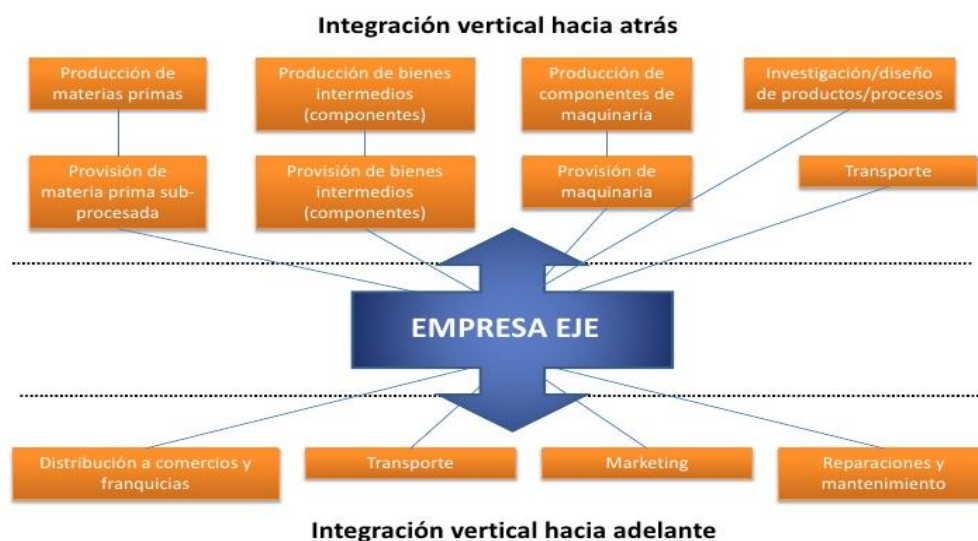 Integración vertical hacia atrás
Producción de
materias primas
Producción de bienes
intermedios
(componentes)
Producción de
componentes de
maquinaria
Investigación/diseño
de productos/procesos
Provisión de
materia prima sub-
procesada
Provisión de bienes
intermedios
(componentes)
Provisión de
maquinaria
Transporte
EMPRESA EJE
Distribución a comercios y
franquicias
Transporte
Marketing
Reparaciones y
mantenimiento
Integración vertical hacia adelante